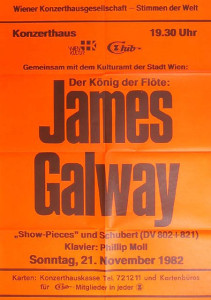 Wiener Konzerthausgesellschaft – Stimmen der Welt
Konzerthaus 19.30 Uhr
Club
Gemeinsam mit dem Kulturamt der Stadt Wien:
Der König der Flöte:
James
Galway
„Show-Pieces" und Schubert (DV 802 + 821)
Klavier: Phillip Moll
Sonntag, 21. November 1982
Karten: Konzerthauskasse Tel. 72 12 11 und Kartenbüros
für Club-Mitglieder in jeder